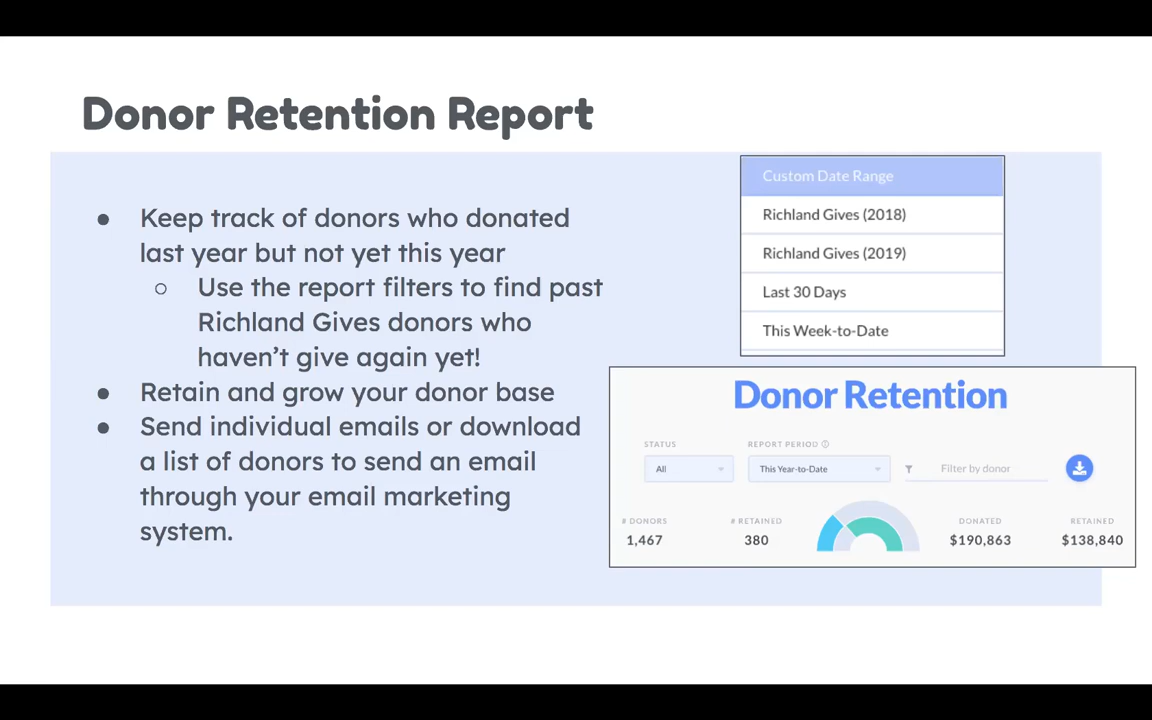 Donor Retention Report
● Keep track of donors who donated
last year but not yet this year
○ Use the report filters to find past
Richland Gives donors who
haven’t give again yet!
● Retain and grow your donor base
● Send individual emails or download
a list of donors to send an email
through your email marketing
system.
Custom Date Range
Richland Gives (2018)
Richland Gives (2019)
Last 30 Days
This Week-to-Date
Donor Retention
STATUS REPORT PERIOD
All This Year-to-Date Filter by donor
# DONORS # RETAINED DONATED RETAINED
1,467 380 $190,863 $138,840